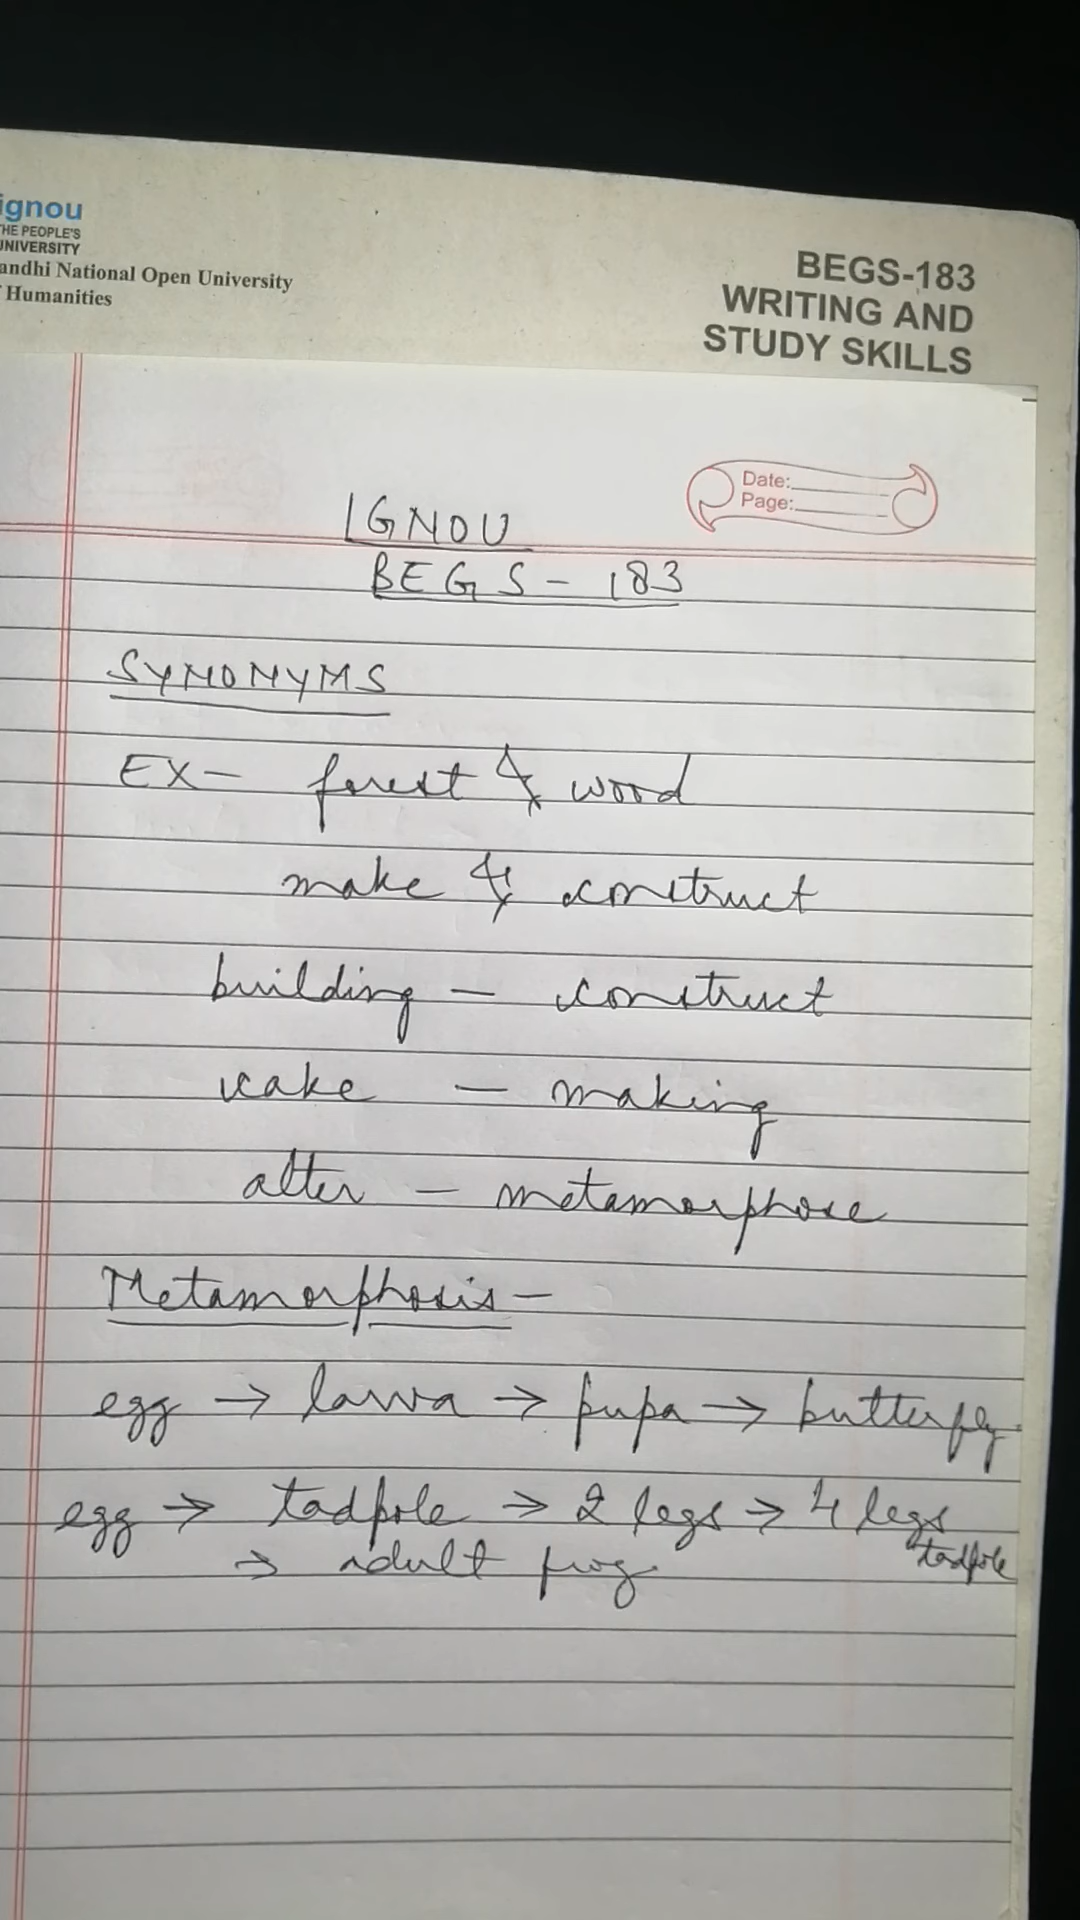 ignou
HE PEOPLE'S
UNIVERSITY
andhi National Open University
Humanities
BEGS-183
WRITING AND
STUDY SKILLS
Date:
Page:
IGNOU
BEGS - 183
SYNONYMS
EX- forest & wood
make & construct
building - construct
cake - making
alter - metamorphose
Metamorphosis -
egg → larva → pupa → butterfly
egg → tadpole → 2 legs → 4 legs
tadpole
→ adult frog